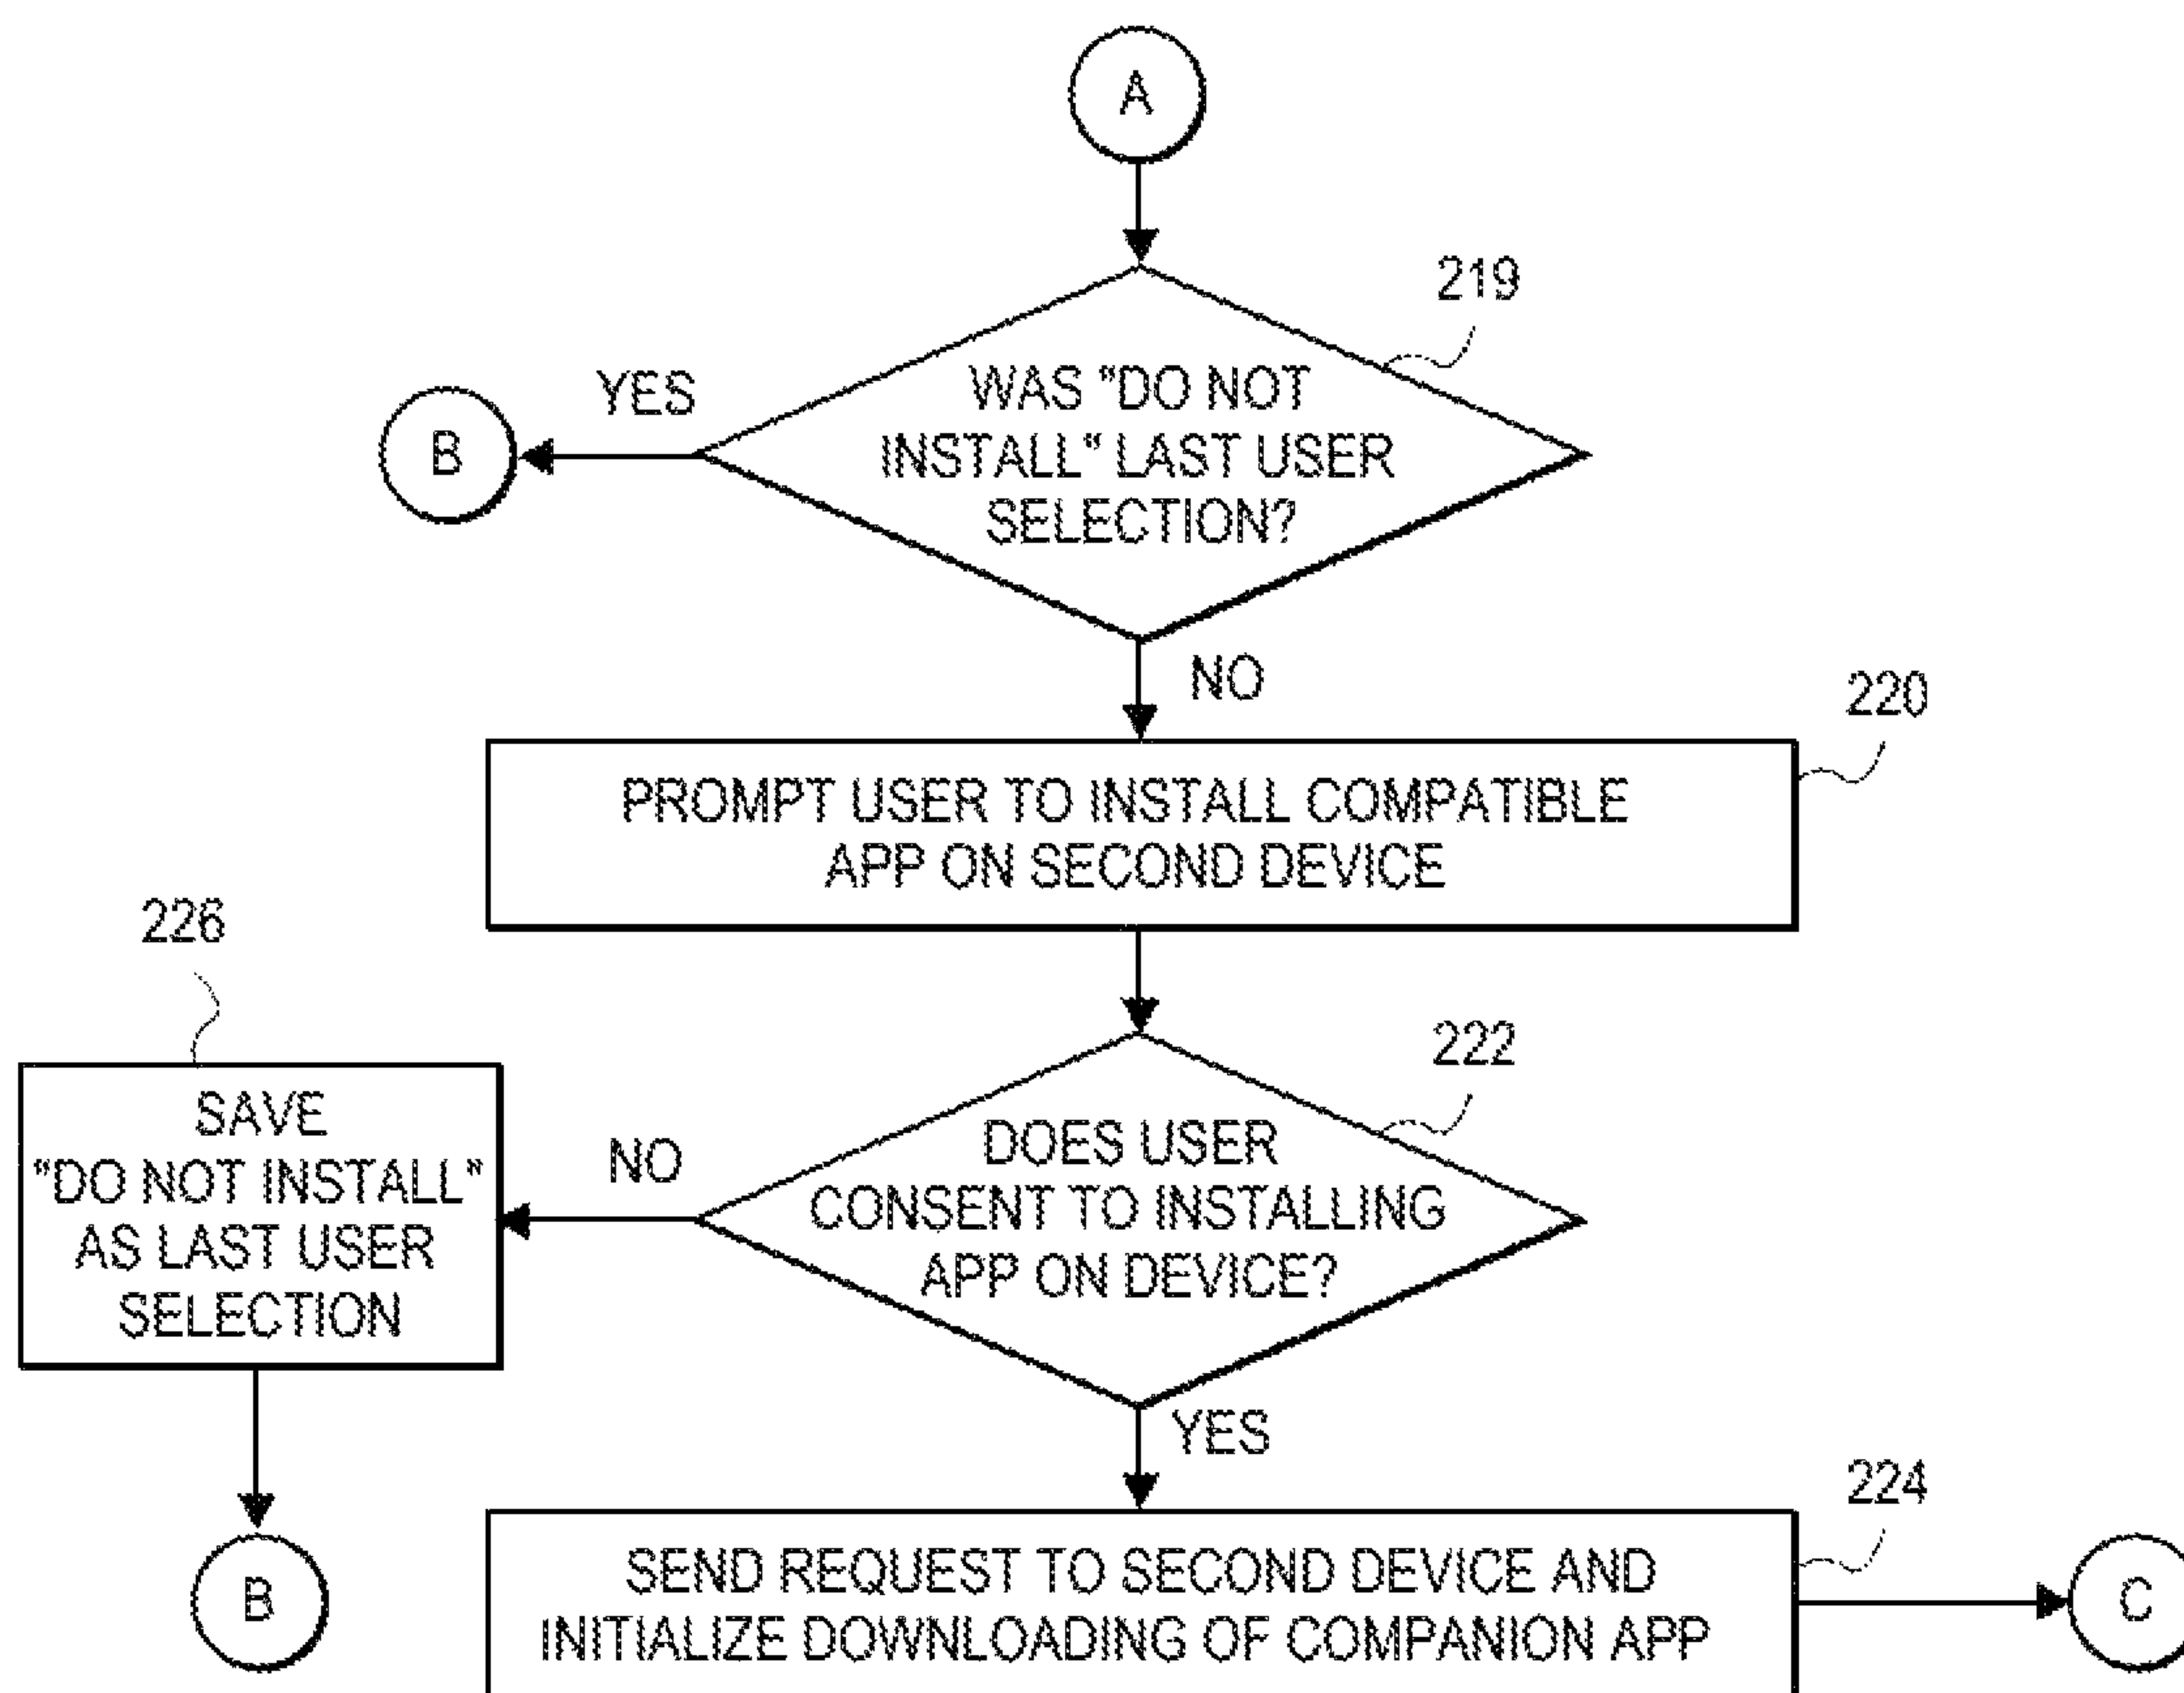 A
219
WAS "DO NOT
INSTALL" LAST USER
SELECTION?
YES
B
NO
220
PROMPT USER TO INSTALL COMPATIBLE
APP ON SECOND DEVICE
222
DOES USER
CONSENT TO INSTALLING
APP ON DEVICE?
NO
226
SAVE
"DO NOT INSTALL"
AS LAST USER
SELECTION
B
YES
224
SEND REQUEST TO SECOND DEVICE AND
INITIALIZE DOWNLOADING OF COMPANION APP
C